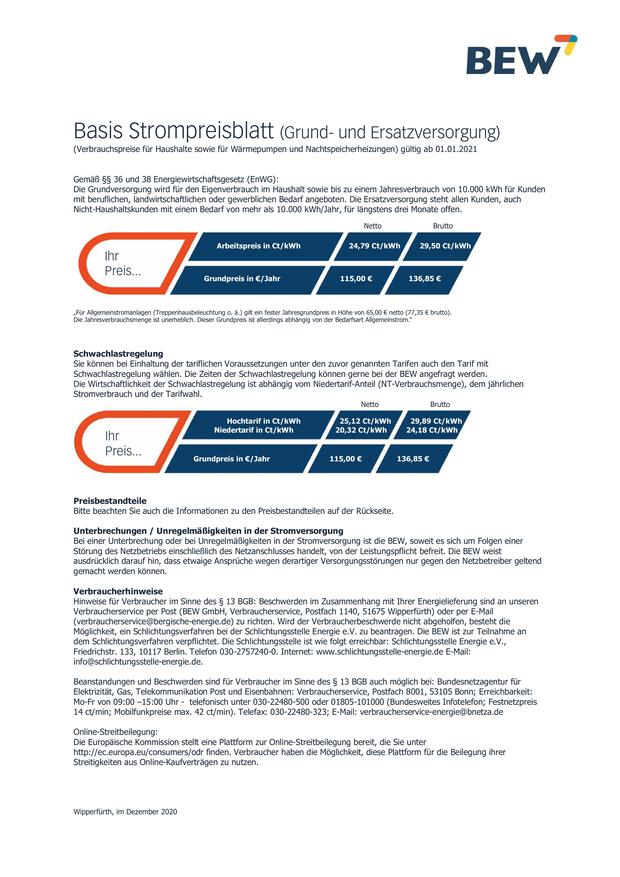 BEW
Basis Strompreisblatt (Grund- und Ersatzversorgung)
(Verbrauchspreise für Haushalte sowie für Wärmepumpen und Nachtspeicherheizungen) gültig ab 01.01.2021
Gemäß §§ 36 und 38 Energiewirtschaftsgesetz (EnWG):
Die Grundversorgung wird für den Eigenverbrauch im Haushalt sowie bis zu einem Jahresverbrauch von 10.000 kWh für Kunden
mit beruflichen, landwirtschaftlichen oder gewerblichen Bedarf angeboten. Die Ersatzversorgung steht allen Kunden, auch
Nicht-Haushaltskunden mit einem Bedarf von mehr als 10.000 kWh/Jahr, für längstens drei Monate offen.
Netto Brutto
Ihr
Preis...
Arbeitspreis in Ct/kWh 24,79 Ct/kWh 29,50 Ct/kWh
Grundpreis in €/Jahr 115,00 € 136,85 €
„Für Allgemeinstromanlagen (Treppenhausbeleuchtung o. ä.) gilt ein fester Jahresgrundpreis in Höhe von 65,00 € netto (77,35 € brutto).
Die Jahresverbrauchsmenge ist unerheblich. Dieser Grundpreis ist allerdings abhängig von der Bedarfsart Allgemeinstrom."
Schwachlastregelung
Sie können bei Einhaltung der tariflichen Voraussetzungen unter den zuvor genannten Tarifen auch den Tarif mit
Schwachlastregelung wählen. Die Zeiten der Schwachlastregelung können gerne bei der BEW angefragt werden.
Die Wirtschaftlichkeit der Schwachlastregelung ist abhängig vom Niedertarif-Anteil (NT-Verbrauchsmenge), dem jährlichen
Stromverbrauch und der Tarifwahl.
Netto Brutto
Ihr
Preis...
Hochtarif in Ct/kWh 25,12 Ct/kWh 29,89 Ct/kWh
Niedertarif in Ct/kWh 20,32 Ct/kWh 24,18 Ct/kWh
Grundpreis in €/Jahr 115,00 € 136,85 €
Preisbestandteile
Bitte beachten Sie auch die Informationen zu den Preisbestandteilen auf der Rückseite.
Unterbrechungen / Unregelmäßigkeiten in der Stromversorgung
Bei einer Unterbrechung oder bei Unregelmäßigkeiten in der Stromversorgung ist die BEW, soweit es sich um Folgen einer
Störung des Netzbetriebs einschließlich des Netzanschlusses handelt, von der Leistungspflicht befreit. Die BEW weist
ausdrücklich darauf hin, dass etwaige Ansprüche wegen derartiger Versorgungsstörungen nur gegen den Netzbetreiber geltend
gemacht werden können.
Verbraucherhinweise
Hinweise für Verbraucher im Sinne des § 13 BGB: Beschwerden im Zusammenhang mit Ihrer Energielieferung sind an unseren
Verbraucherservice per Post (BEW GmbH, Verbraucherservice, Postfach 1140, 51675 Wipperfürth) oder per E-Mail
(verbraucherservice@bergische-energie.de) zu richten. Wird der Verbraucherbeschwerde nicht abgeholfen, besteht die
Möglichkeit, ein Schlichtungsverfahren bei der Schlichtungsstelle Energie e.V. zu beantragen. Die BEW ist zur Teilnahme an
dem Schlichtungsverfahren verpflichtet. Die Schlichtungsstelle ist wie folgt erreichbar: Schlichtungsstelle Energie e.V.,
Friedrichstr. 133, 10117 Berlin. Telefon 030-2757240-0. Internet: www.schlichtungsstelle-energie.de E-Mail:
info@schlichtungsstelle-energie.de.
Beanstandungen und Beschwerden sind für Verbraucher im Sinne des § 13 BGB auch möglich bei: Bundesnetzagentur für
Elektrizität, Gas, Telekommunikation Post und Eisenbahnen: Verbraucherservice, Postfach 8001, 53105 Bonn; Erreichbarkeit:
Mo-Fr von 09:00 –15:00 Uhr - telefonisch unter 030-22480-500 oder 01805-101000 (Bundesweites Infotelefon; Festnetzpreis
14 ct/min; Mobilfunkpreise max. 42 ct/min). Telefax: 030-22480-323; E-Mail: verbraucherservice-energie@bnetza.de
Online-Streitbeilegung:
Die Europäische Kommission stellt eine Plattform zur Online-Streitbeilegung bereit, die Sie unter
http://ec.europa.eu/consumers/odr finden. Verbraucher haben die Möglichkeit, diese Plattform für die Beilegung ihrer
Streitigkeiten aus Online-Kaufverträgen zu nutzen.
Wipperfürth, im Dezember 2020